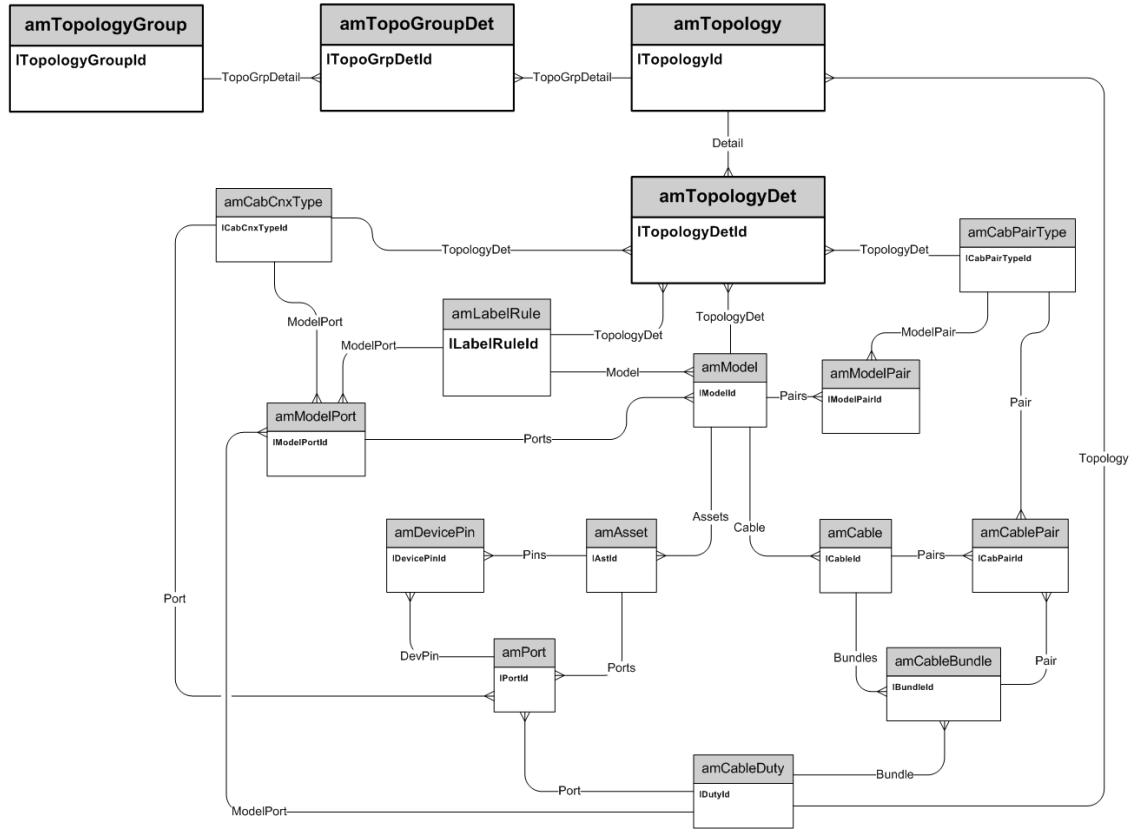 amTopologyGroup
lTopologyGroupId
TopoGrpDetail
amTopoGroupDet
lTopoGrpDetId
TopoGrpDetail
amTopology
lTopologyId
Detail
amCabCnxType
lCabCnxTypeId
TopologyDet
amTopologyDet
lTopologyDetId
TopologyDet
amCabPairType
lCabPairTypeId
ModelPort
ModelPort
amLabelRule
lLabelRuleId
TopologyDet
TopologyDet
ModelPair
Model
amModel
lModelId
Pairs
amModelPair
lModelPairId
Pair
amModelPort
lModelPortId
Ports
Topology
Assets
Cable
amDevicePin
lDevicePinId
Pins
amAsset
lAstId
amCable
lCableId
Pairs
amCablePair
lCabPairId
Port
DevPin
amPort
lPortId
Ports
Bundles
amCableBundle
lBundleId
Pair
amCableDuty
lDutyId
Port
Bundle
ModelPort